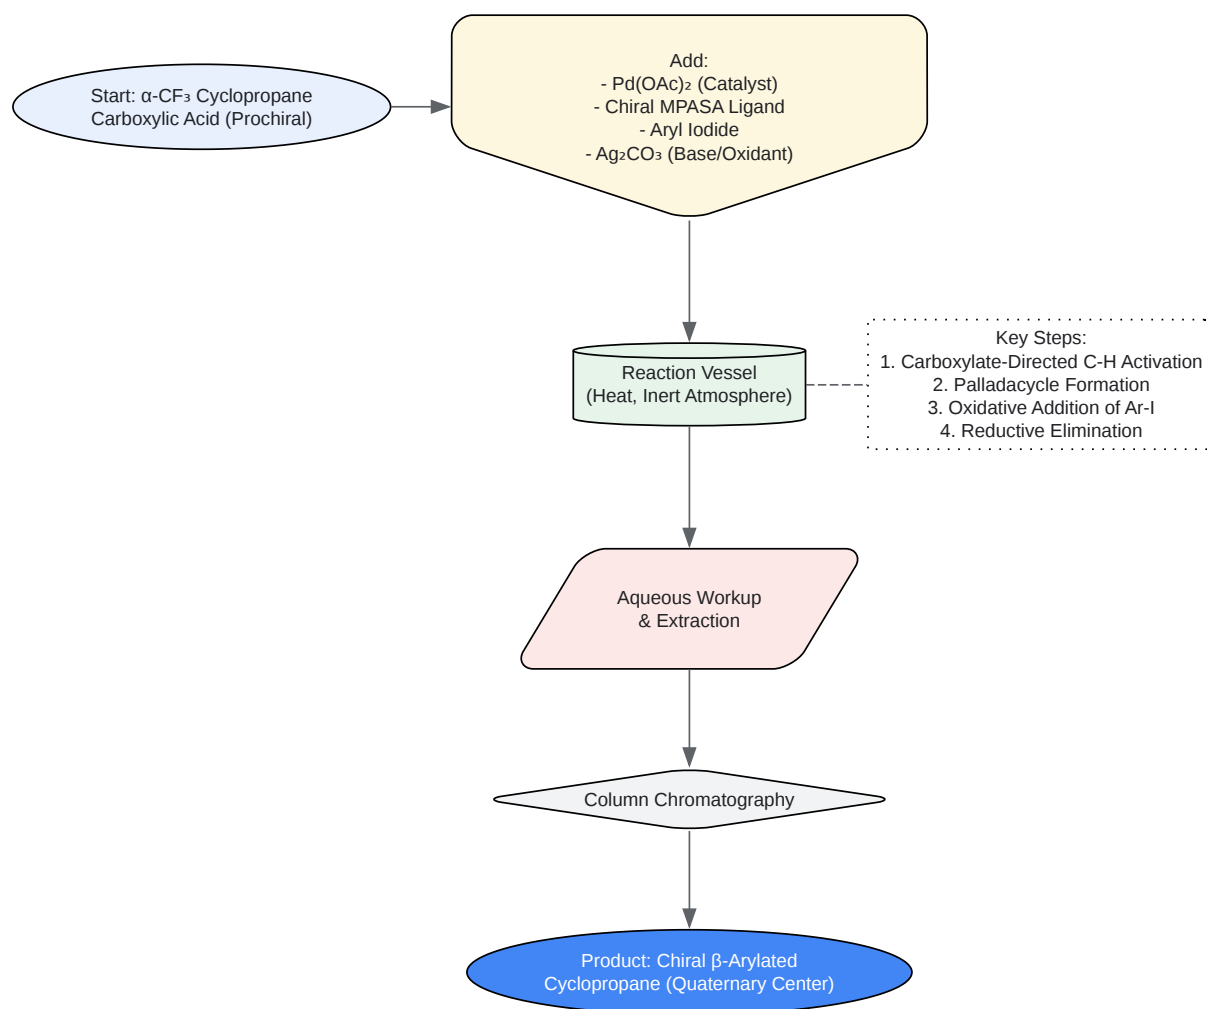 Start: α-CF₃ Cyclopropane
Carboxylic Acid (Prochiral)
Add:
- Pd(OAc)₂ (Catalyst)
- Chiral MPASA Ligand
- Aryl Iodide
- Ag₂CO₃ (Base/Oxidant)
Reaction Vessel
(Heat, Inert Atmosphere)
Key Steps:
1. Carboxylate-Directed C-H Activation
2. Palladacycle Formation
3. Oxidative Addition of Ar-I
4. Reductive Elimination
Aqueous Workup
& Extraction
Column Chromatography
Product: Chiral β-Arylated
Cyclopropane (Quaternary Center)